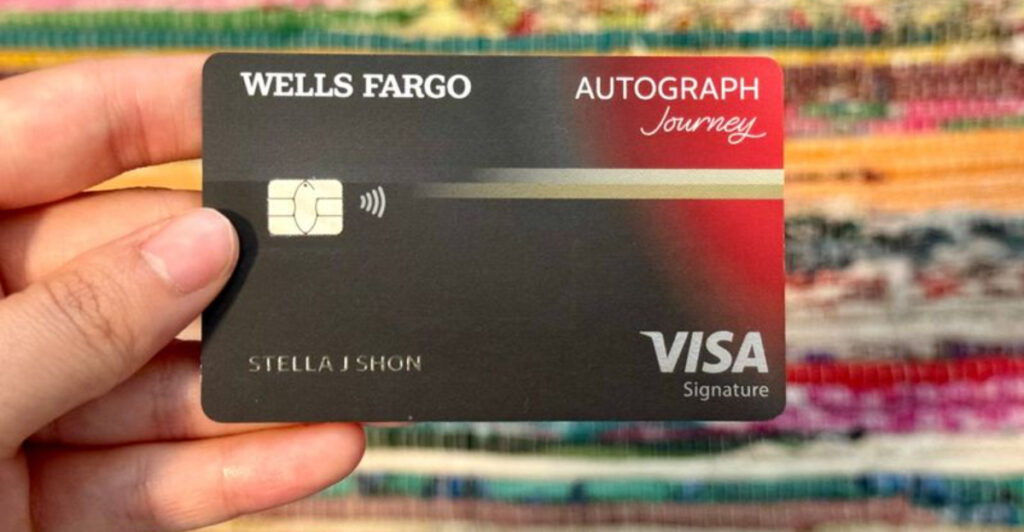 WELLS FARGO
AUTOGRAPH
Journey
STELLA J SHON
VISA
Signature